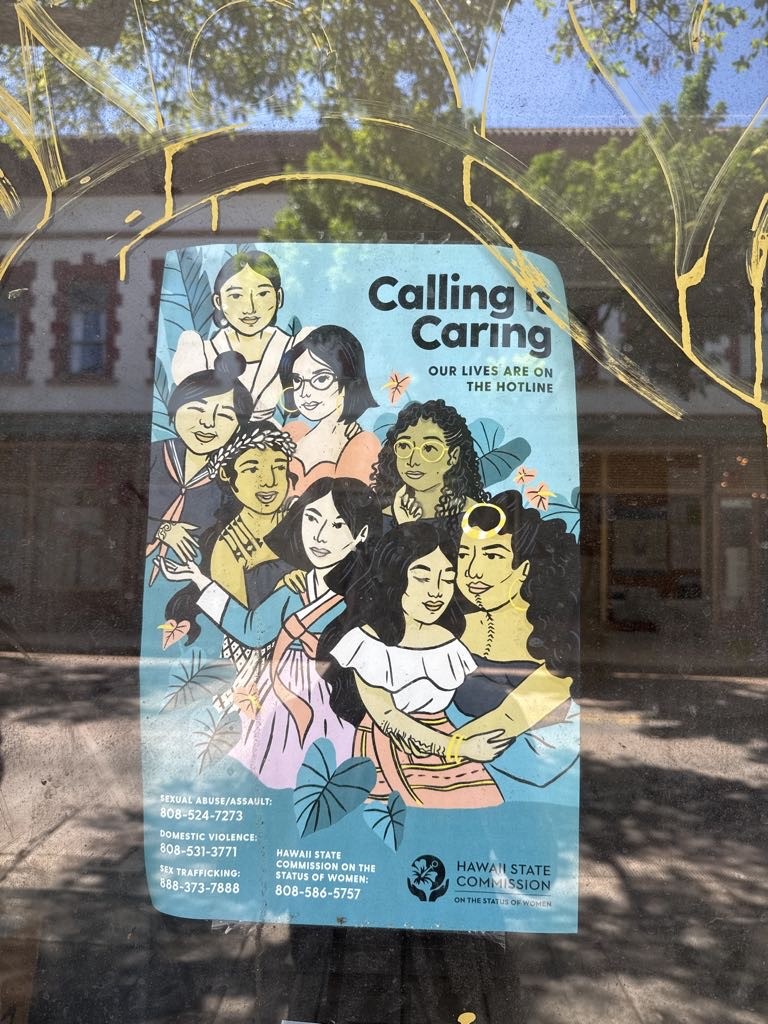 Calling is
Caring
OUR LIVES ARE ON
THE HOTLINE
SEXUAL ABUSE/ASSAULT:
808-524-7273
DOMESTIC VIOLENCE:
808-531-3771
SEX TRAFFICKING:
888-373-7888
HAWAII STATE
COMMISSION ON THE
STATUS OF WOMEN:
808-586-5757
HAWAII STATE
COMMISSION
ON THE STATUS OF WOMEN